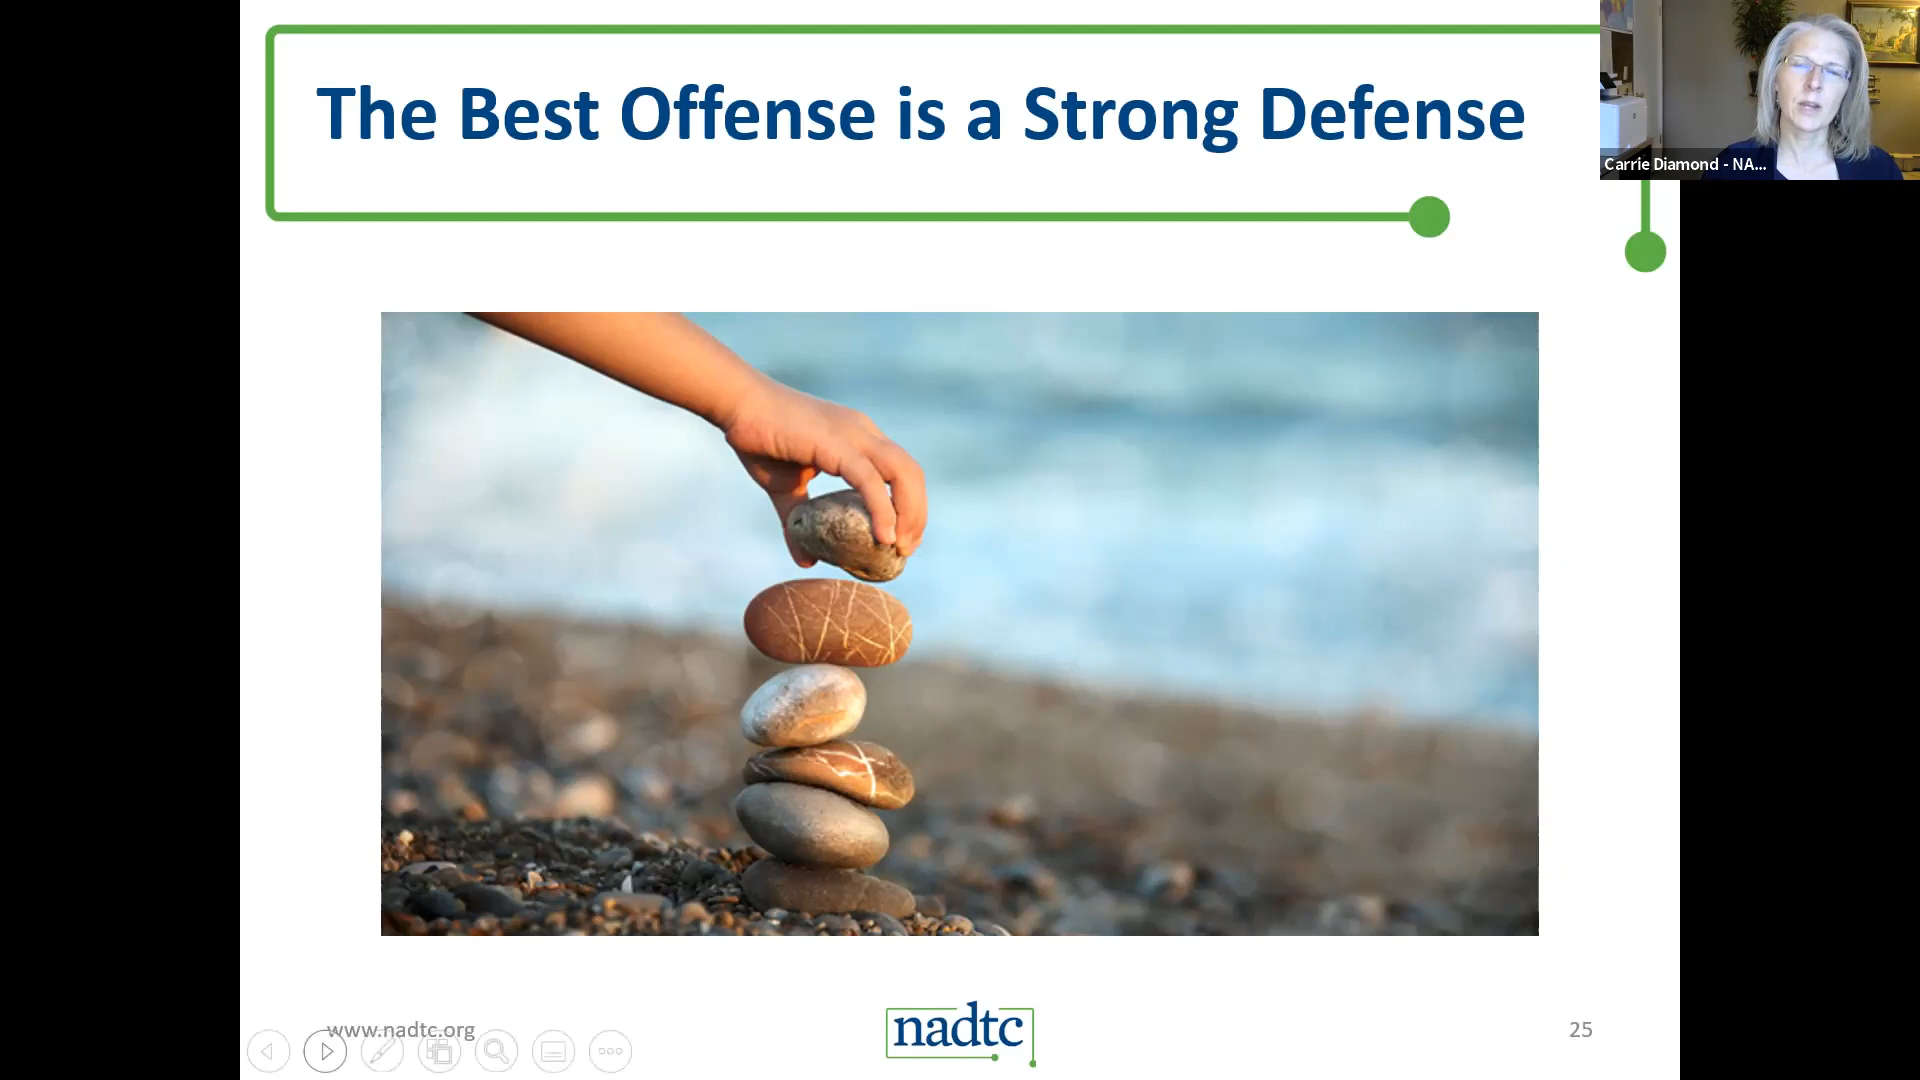 The Best Offense is a Strong Defense
Carrie Diamond - NA...
www.nadtc.org
nadtc
25